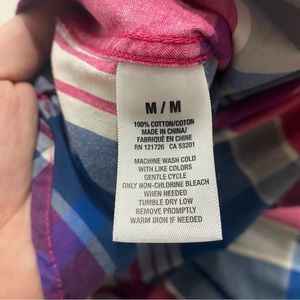 M / M
100% COTTON/COTON
MADE IN CHINA/
FABRIQUÉ EN CHINE
RN 121726 CA 53201
MACHINE WASH COLD
WITH LIKE COLORS
GENTLE CYCLE
ONLY NON-CHLORINE BLEACH
WHEN NEEDED
TUMBLE DRY LOW
REMOVE PROMPTLY
WARM IRON IF NEEDED